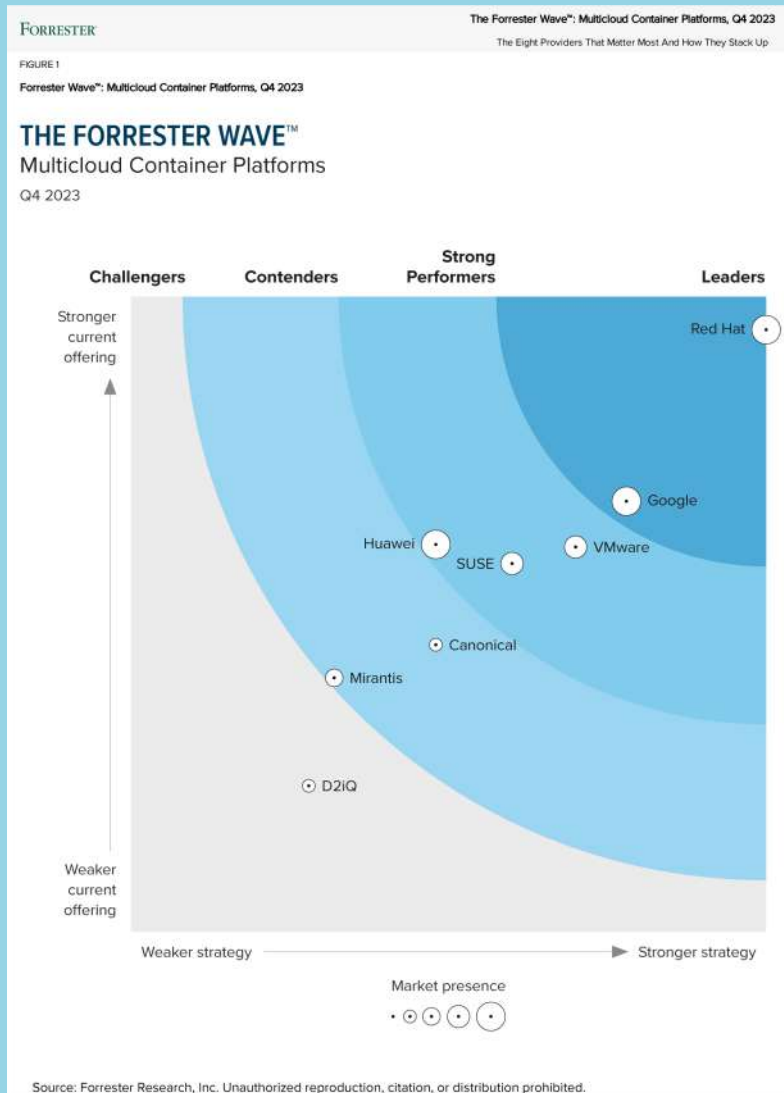 FORRESTER
The Forrester Wave™: Multicloud Container Platforms, Q4 2023
The Eight Providers That Matter Most And How They Stack Up
FIGURE 1
Forrester Wave™: Multicloud Container Platforms, Q4 2023
THE FORRESTER WAVE™
Multicloud Container Platforms
Q4 2023
Challengers
Contenders
Strong
Performers
Leaders
Stronger
current
offering
Red Hat
Google
Huawei
VMware
SUSE
Canonical
Mirantis
D2iQ
Weaker
current
offering
Weaker strategy
Stronger strategy
Market presence
Source: Forrester Research, Inc. Unauthorized reproduction, citation, or distribution prohibited.